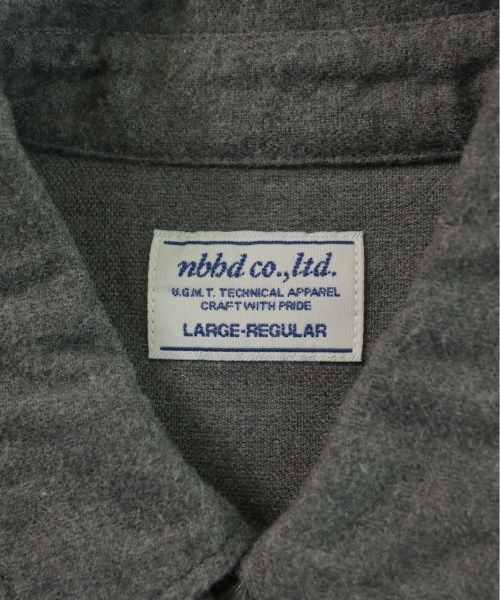 nbbd co.,ltd.
U.G.M.T. TECHNICAL APPAREL
CRAFT WITH PRIDE
LARGE-REGULAR